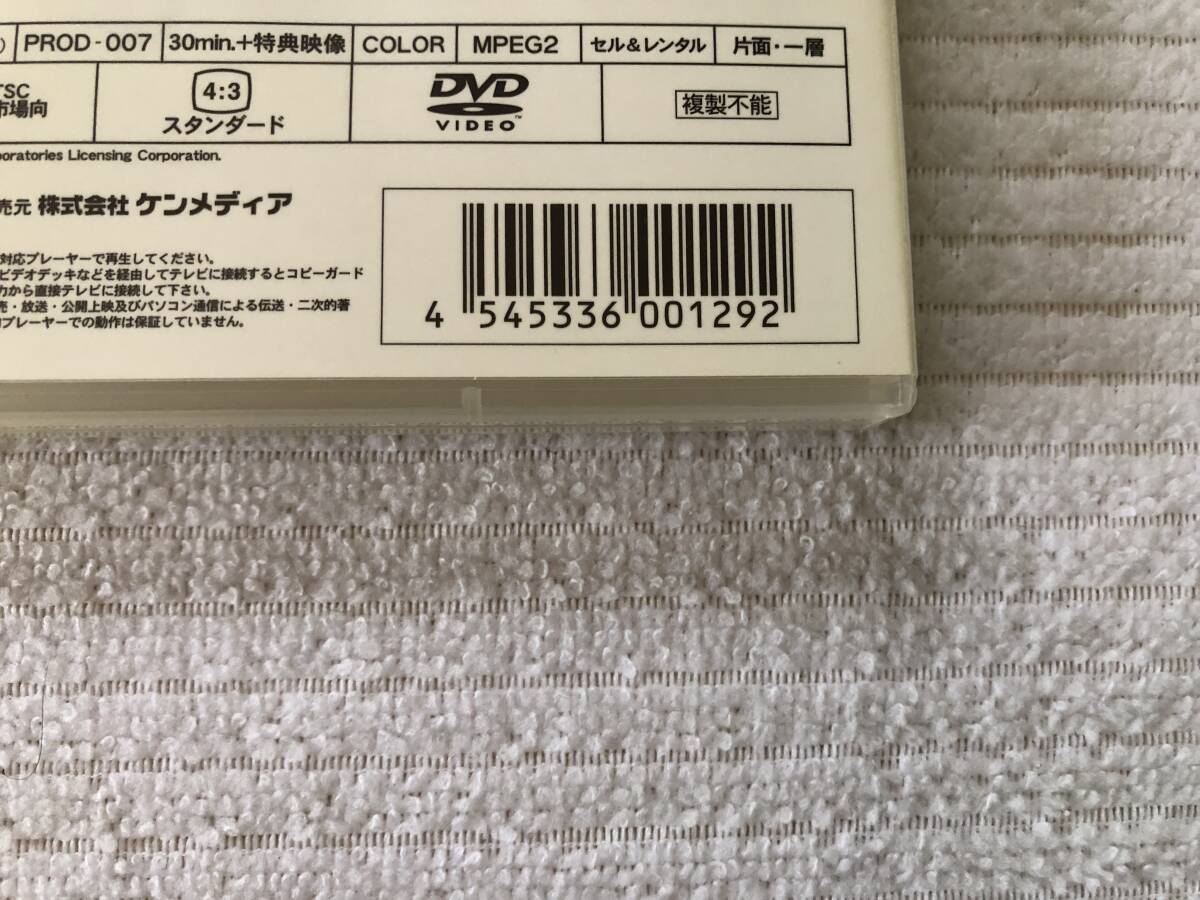 ) PROD-007 30min.+特典映像 COLOR MPEG2 セル&レンタル 片面・一層
TSC
市場向
4:3
スタンダード
DVD
VIDEO™
複製不能
boratories Licensing Corporation.
売元 株式会社 ケンメディア
対応プレーヤーで再生してください。
ビデオデッキなどを経由してテレビに接続するとコピーガード
力から直接テレビに接続して下さい。
売・放送・公開上映及びパソコン通信による伝送・二次的著
プレーヤーでの動作は保証していません。
4 545336 001292